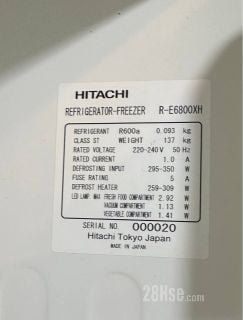 HITACHI
REFRIGERATOR-FREEZER R-E6800XH
REFRIGERANT R600a 0.093 kg
CLASS ST WEIGHT 137 kg
RATED VOLTAGE 220-240 V 50 Hz
RATED CURRENT 1.0 A
DEFROSTING INPUT 295-350 W
FUSE RATING 5 A
DEFROST HEATER 259-309 W
LED LAMP. MAX FRESH FOOD COMPARTMENT 2.92 W
VACUUM COMPARTMENT 1.13 W
VEGETABLE COMPARTMENT 1.41 W
SERIAL NO. 000020
Hitachi Tokyo Japan
MADE IN JAPAN
28Hse.com